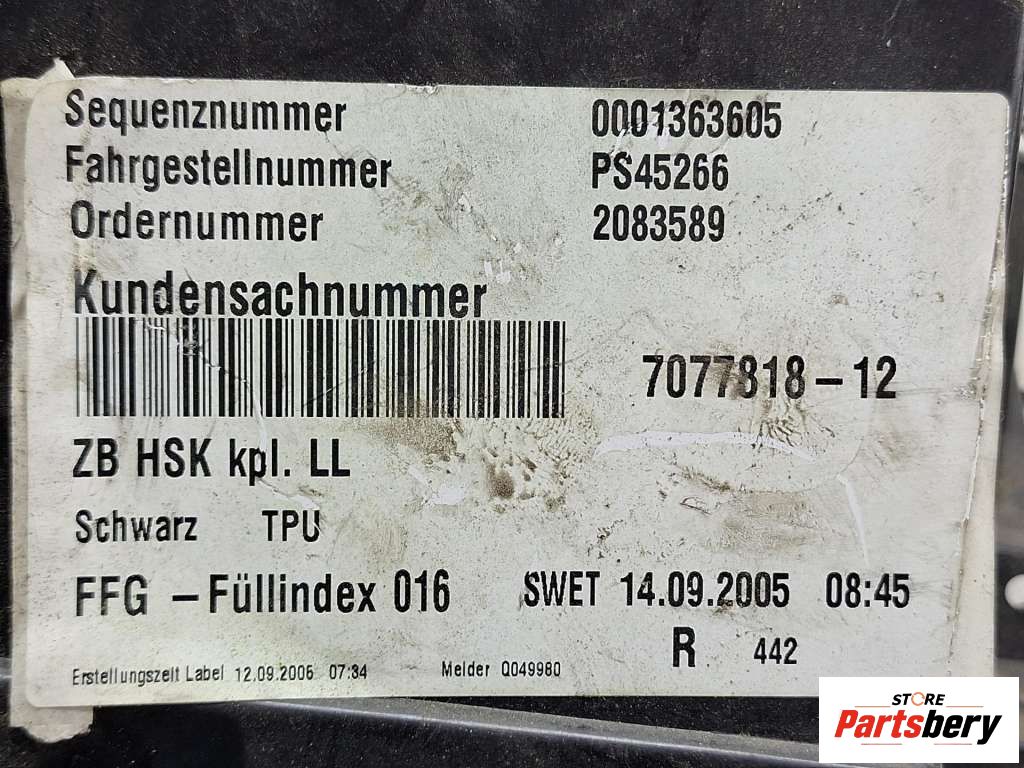 Sequenznummer 0001363605
Fahrgestellnummer PS45266
Ordernummer 2083589
Kundensachnummer
7077818-12
ZB HSK kpl. LL
Schwarz TPU
FFG - Füllindex 016 SWET 14.09.2005 08:45
R 442
Erstellungszeit Label 12.09.2005 07:34 Melder Q049980
STORE
Partsbery